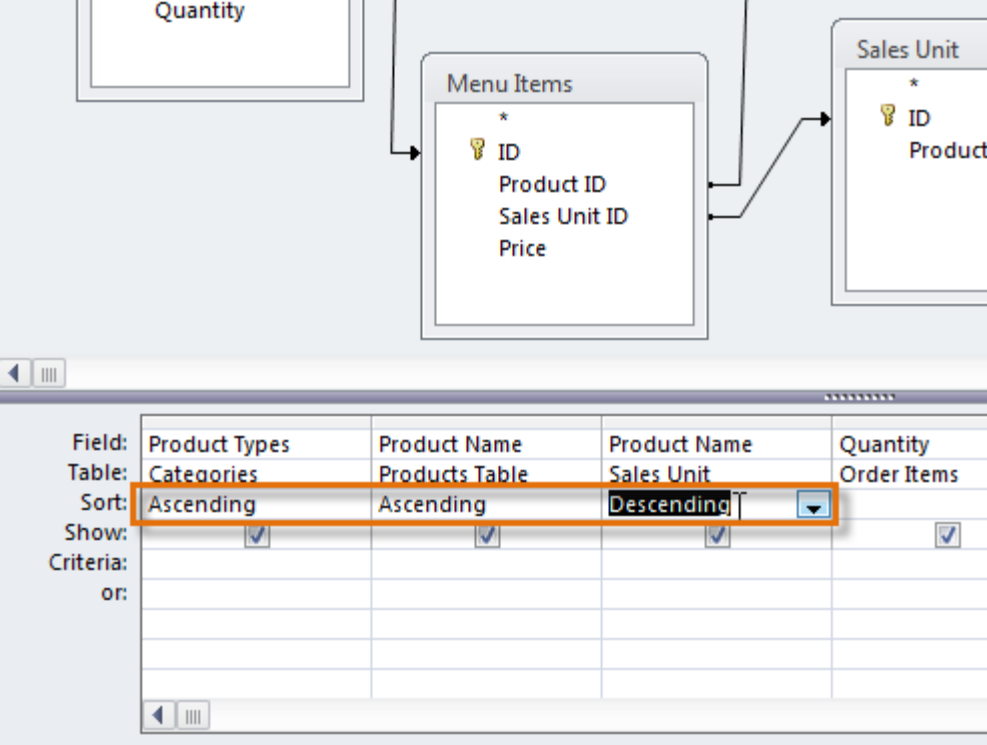 Quantity
Menu Items
*
ID
Product ID
Sales Unit ID
Price
Sales Unit
*
ID
Product
Field: Product Types Product Name Product Name Quantity
Table: Categories Products Table Sales Unit Order Items
Sort: Ascending Ascending Descending
Show:
Criteria:
or: